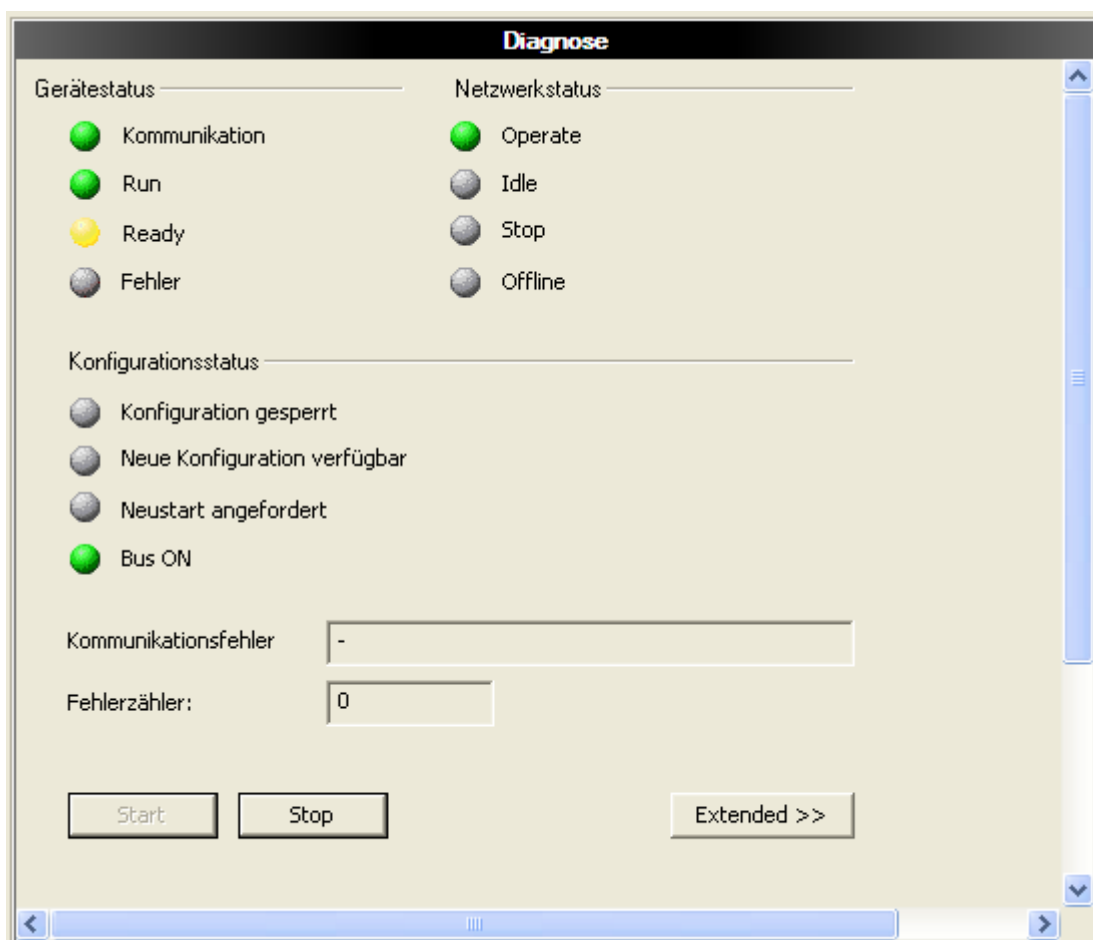 Diagnose
Gerätestatus
Kommunikation
Run
Ready
Fehler
Netzwerkstatus
Operate
Idle
Stop
Offline
Konfigurationsstatus
Konfiguration gesperrt
Neue Konfiguration verfügbar
Neustart angefordert
Bus ON
Kommunikationsfehler -
Fehlerzähler: 0
Start Stop Extended >>